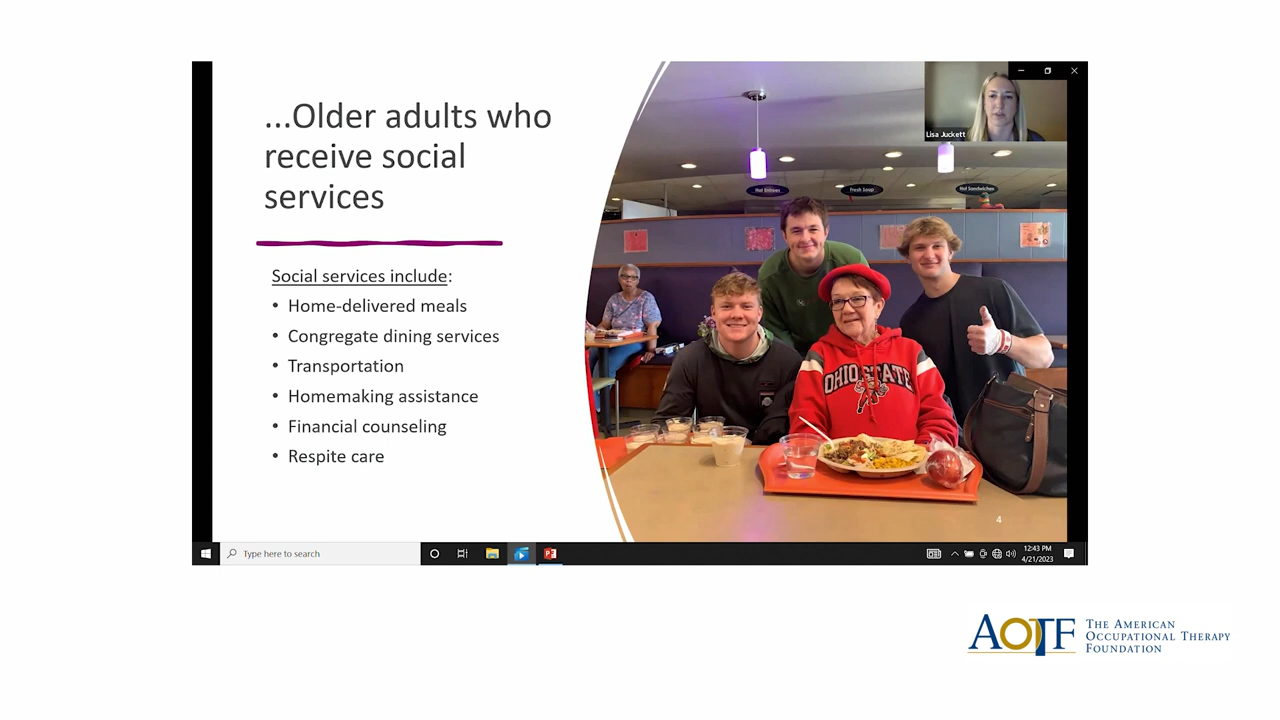 ...Older adults who
receive social
services
Social services include:
• Home-delivered meals
• Congregate dining services
• Transportation
• Homemaking assistance
• Financial counseling
• Respite care
Lisa Juckett
Hot Entrees
Fresh Soup
Hot Sandwiches
OHIO STATE
4
Type here to search
12:43 PM
4/21/2023
AOTF
THE AMERICAN
OCCUPATIONAL THERAPY
FOUNDATION